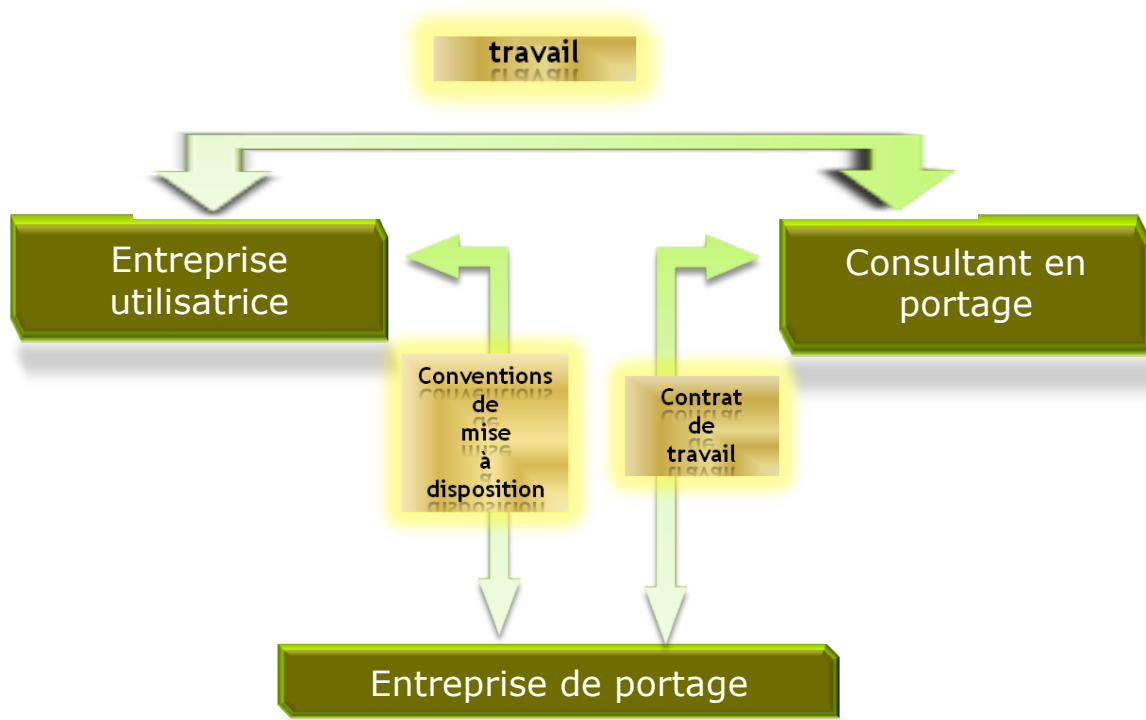 travail
Entreprise
utilisatrice
Consultant en
portage
Conventions
de
mise
à
disposition
Contrat
de
travail
Entreprise de portage